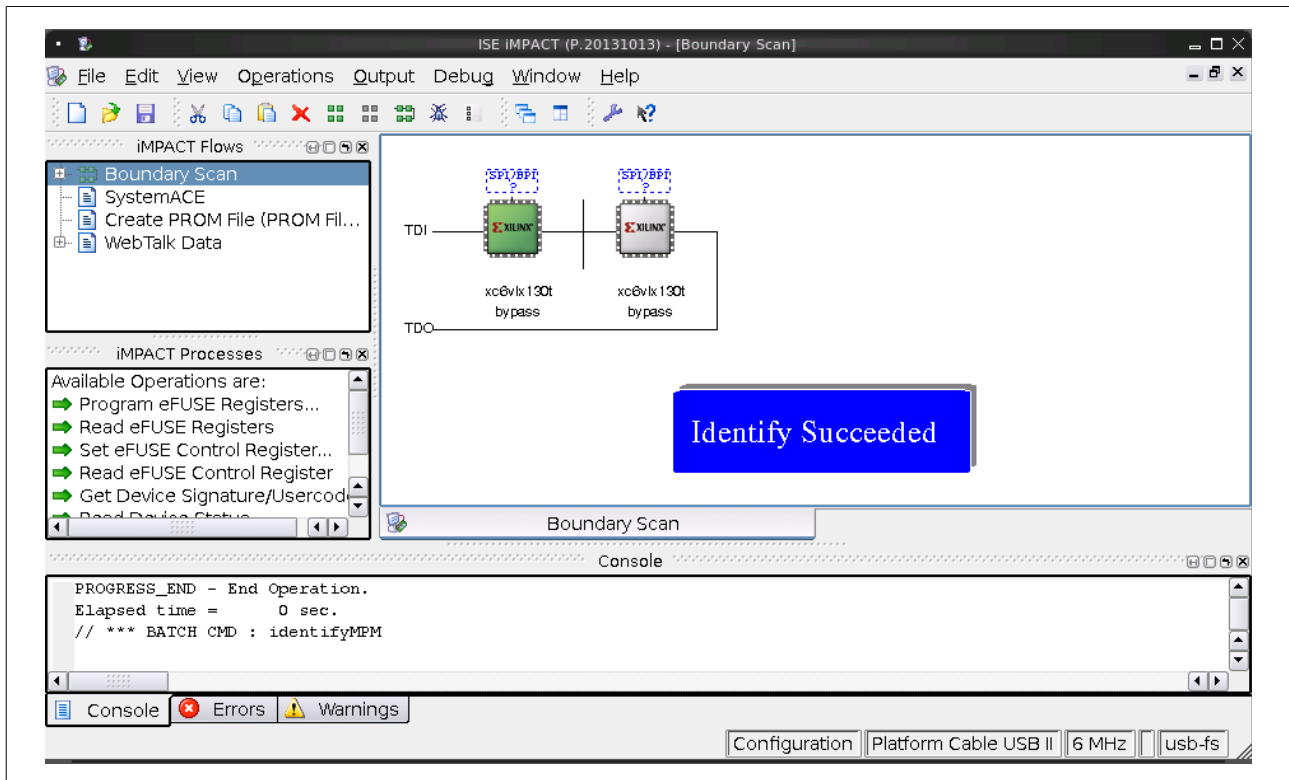 ISE iMPACT (P.20131013) - [Boundary Scan]
File Edit View Operations Output Debug Window Help
iMPACT Flows
Boundary Scan
SystemACE
Create PROM File (PROM Fil...
WebTalk Data
SPI/BPI SPI/BPI
? ?
TDI
XILINX XILINX
xc6vlx130t xc6vlx130t
bypass bypass
TDO
Identify Succeeded
Boundary Scan
iMPACT Processes
Available Operations are:
Program eFUSE Registers...
Read eFUSE Registers
Set eFUSE Control Register...
Read eFUSE Control Register
Get Device Signature/Usercod
Read Device Status
Console
PROGRESS_END - End Operation.
Elapsed time = 0 sec.
// *** BATCH CMD : identifyMPM
Console Errors Warnings
Configuration Platform Cable USB II 6 MHz usb-fs